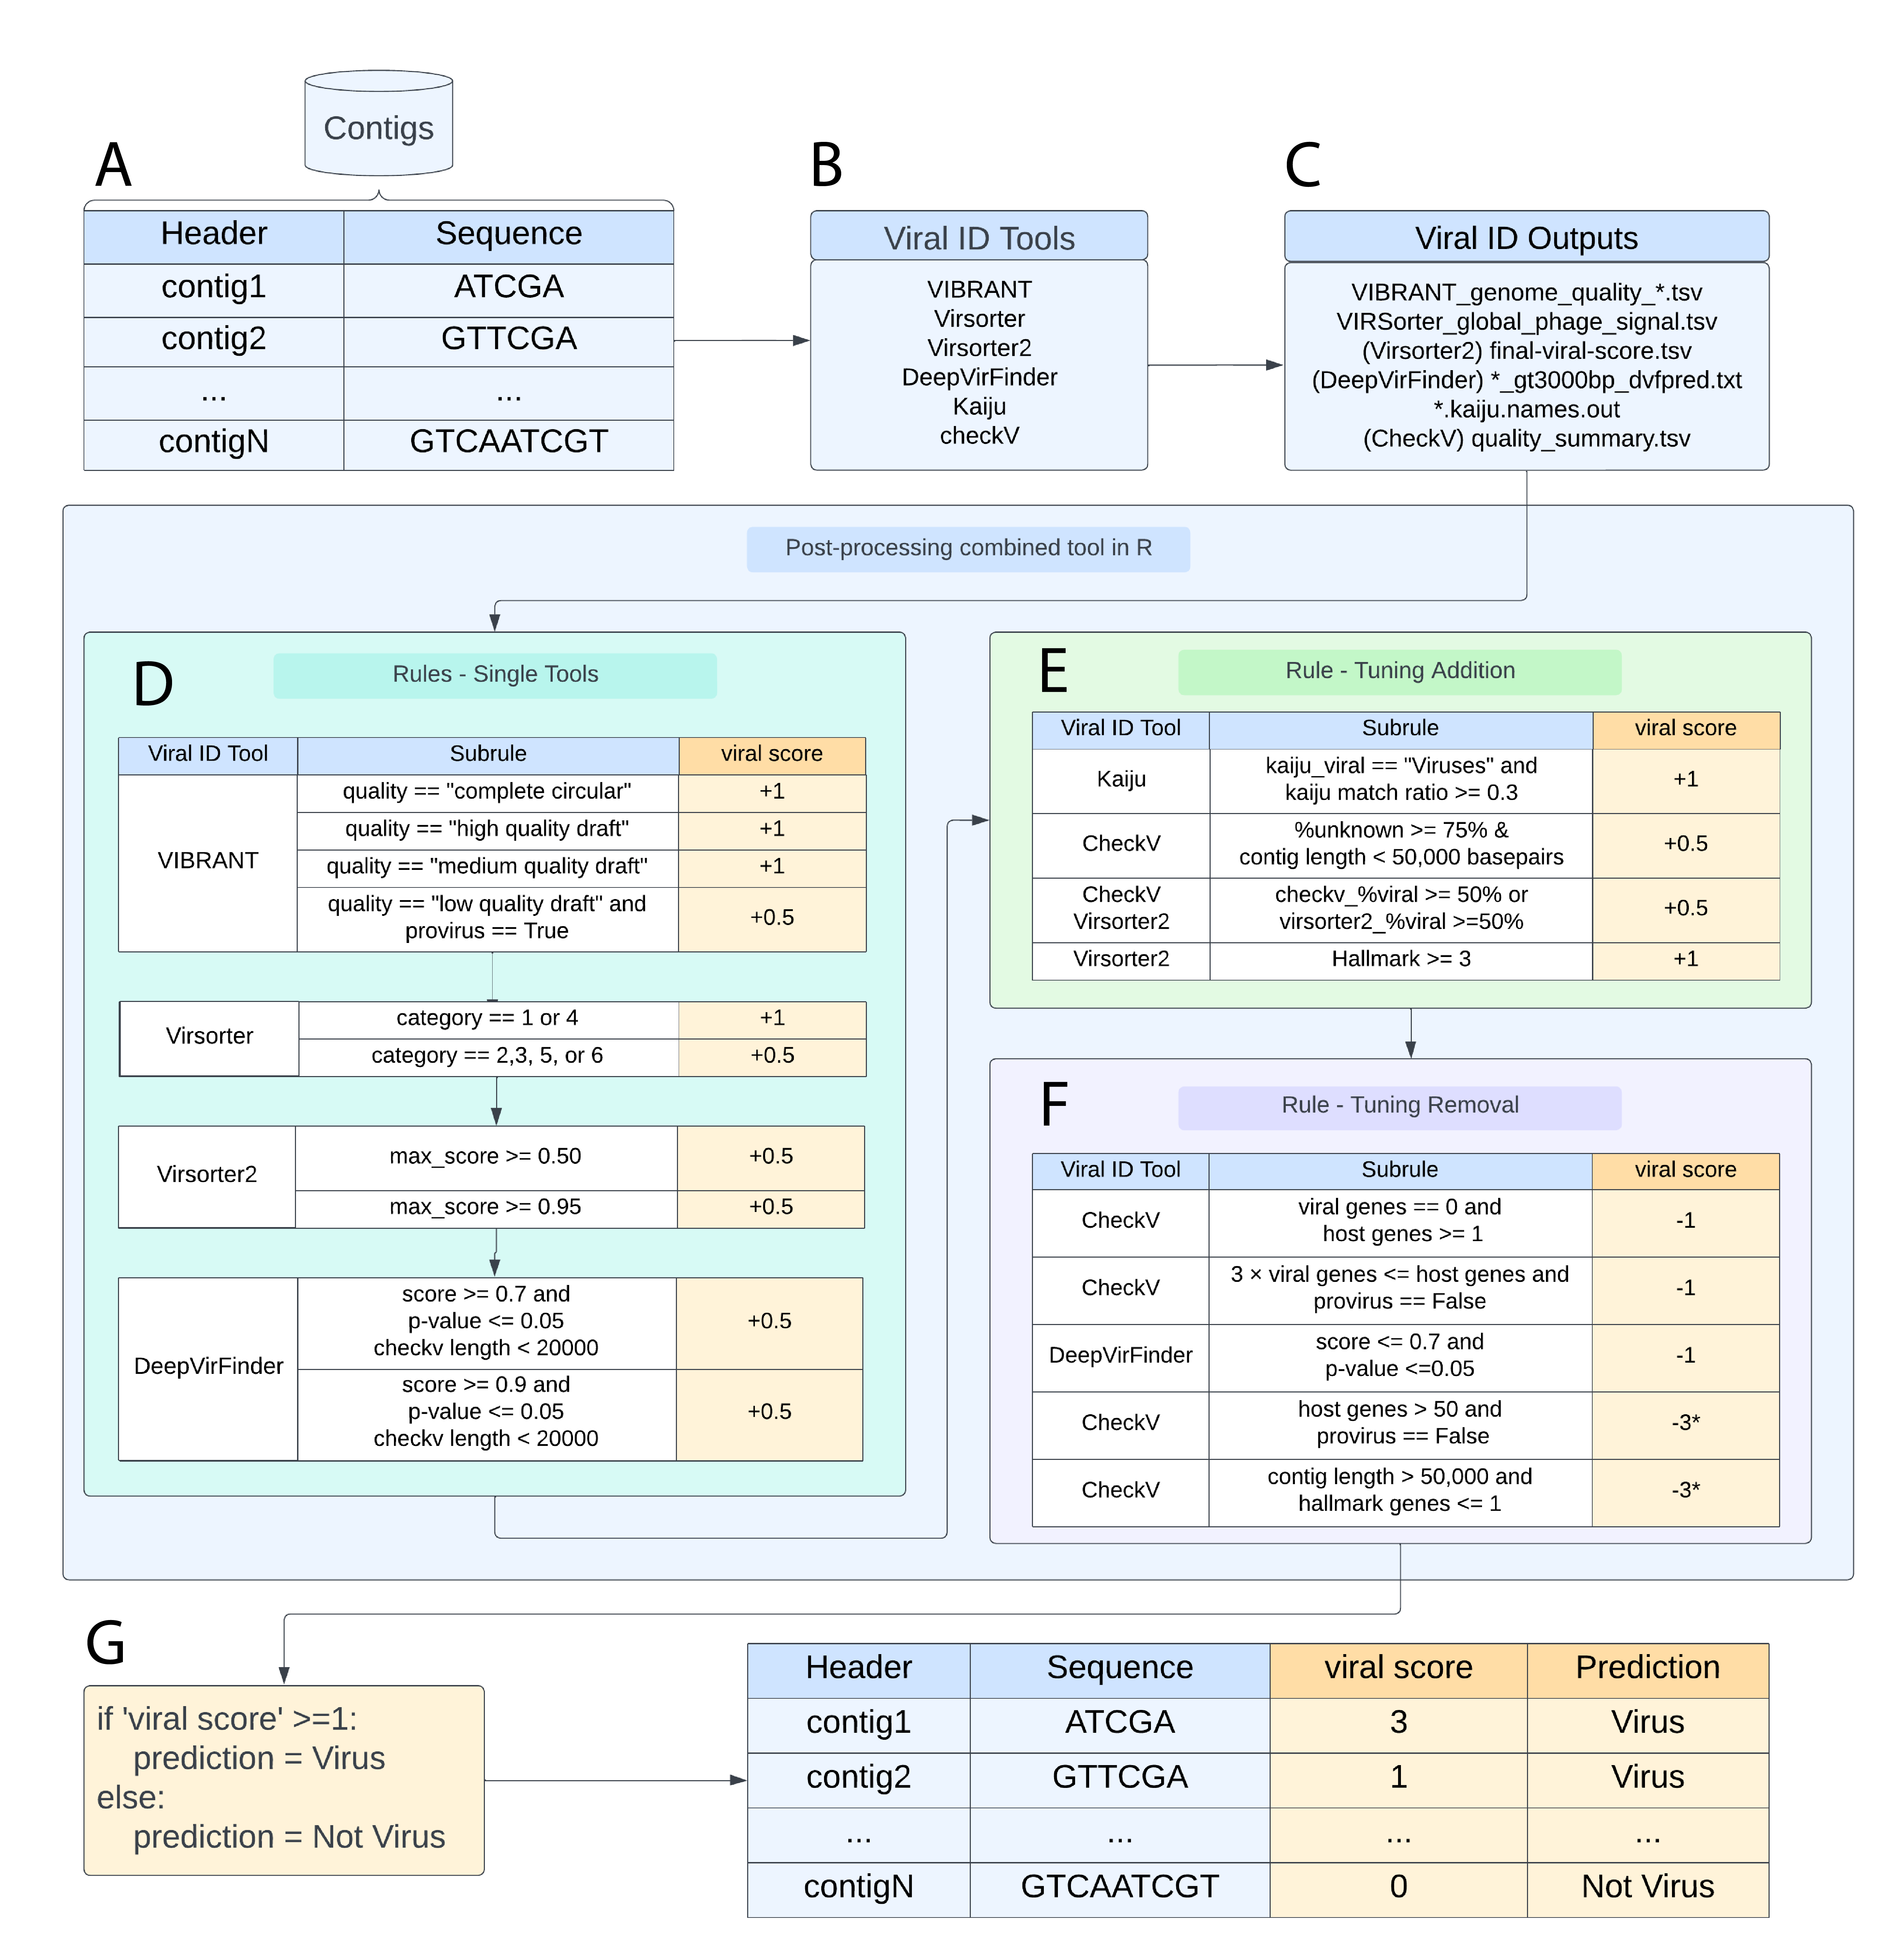 Contigs
A
Header Sequence
contig1 ATCGA
contig2 GTTCGA
... ...
contigN GTCAATCGT
B
Viral ID Tools
VIBRANT
Virsorter
Virsorter2
DeepVirFinder
Kaiju
checkV
C
Viral ID Outputs
VIBRANT_genome_quality_*.tsv
VIRSorter_global_phage_signal.tsv
(Virsorter2) final-viral-score.tsv
(DeepVirFinder) *_gt3000bp_dvfpred.txt
*.kaiju.names.out
(CheckV) quality_summary.tsv
Post-processing combined tool in R
D
Rules - Single Tools
Viral ID Tool Subrule viral score
VIBRANT
quality == "complete circular" +1
quality == "high quality draft" +1
quality == "medium quality draft" +1
quality == "low quality draft" and
provirus == True
+0.5
Virsorter
category == 1 or 4 +1
category == 2,3, 5, or 6 +0.5
Virsorter2
max_score >= 0.50 +0.5
max_score >= 0.95 +0.5
DeepVirFinder
score >= 0.7 and
p-value <= 0.05
checkv length < 20000
+0.5
score >= 0.9 and
p-value <= 0.05
checkv length < 20000
+0.5
E
Rule - Tuning Addition
Viral ID Tool Subrule viral score
Kaiju
kaiju_viral == "Viruses" and
kaiju match ratio >= 0.3
+1
CheckV
%unknown >= 75% &
contig length < 50,000 basepairs
+0.5
CheckV
Virsorter2
checkv_%viral >= 50% or
virsorter2_%viral >=50%
+0.5
Virsorter2 Hallmark >= 3 +1
F
Rule - Tuning Removal
Viral ID Tool Subrule viral score
CheckV
viral genes == 0 and
host genes >= 1
-1
CheckV
3 × viral genes <= host genes and
provirus == False
-1
DeepVirFinder
score <= 0.7 and
p-value <=0.05
-1
CheckV
host genes > 50 and
provirus == False
-3*
CheckV
contig length > 50,000 and
hallmark genes <= 1
-3*
G
if 'viral score' >=1:
prediction = Virus
else:
prediction = Not Virus
Header Sequence viral score Prediction
contig1 ATCGA 3 Virus
contig2 GTTCGA 1 Virus
... ... ... ...
contigN GTCAATCGT 0 Not Virus